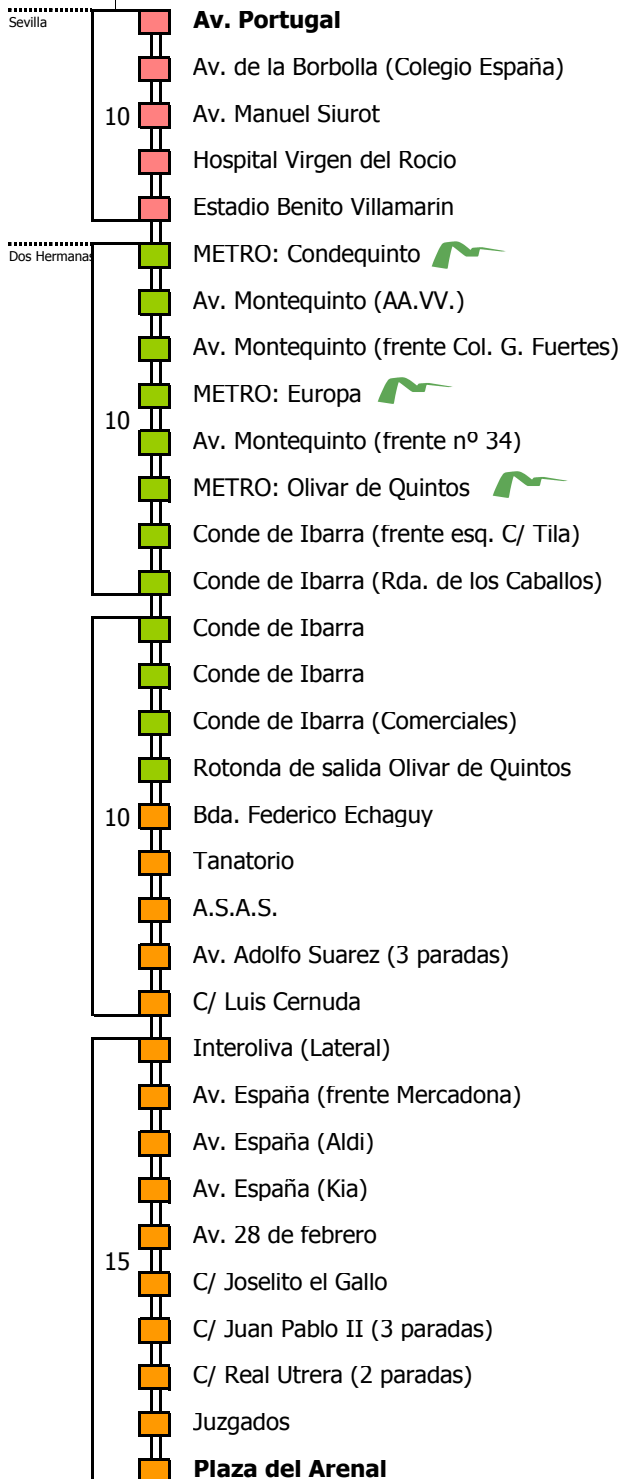 Sevilla
Av. Portugal
Av. de la Borbolla (Colegio España)
10
Av. Manuel Siurot
Hospital Virgen del Rocio
Estadio Benito Villamarin
Dos Hermanas
METRO: Condequinto
Av. Montequinto (AA.VV.)
Av. Montequinto (frente Col. G. Fuertes)
METRO: Europa
10
Av. Montequinto (frente nº 34)
METRO: Olivar de Quintos
Conde de Ibarra (frente esq. C/ Tila)
Conde de Ibarra (Rda. de los Caballos)
Conde de Ibarra
Conde de Ibarra
Conde de Ibarra (Comerciales)
Rotonda de salida Olivar de Quintos
10
Bda. Federico Echaguy
Tanatorio
A.S.A.S.
Av. Adolfo Suarez (3 paradas)
C/ Luis Cernuda
Interoliva (Lateral)
Av. España (frente Mercadona)
Av. España (Aldi)
Av. España (Kia)
Av. 28 de febrero
15
C/ Joselito el Gallo
C/ Juan Pablo II (3 paradas)
C/ Real Utrera (2 paradas)
Juzgados
Plaza del Arenal